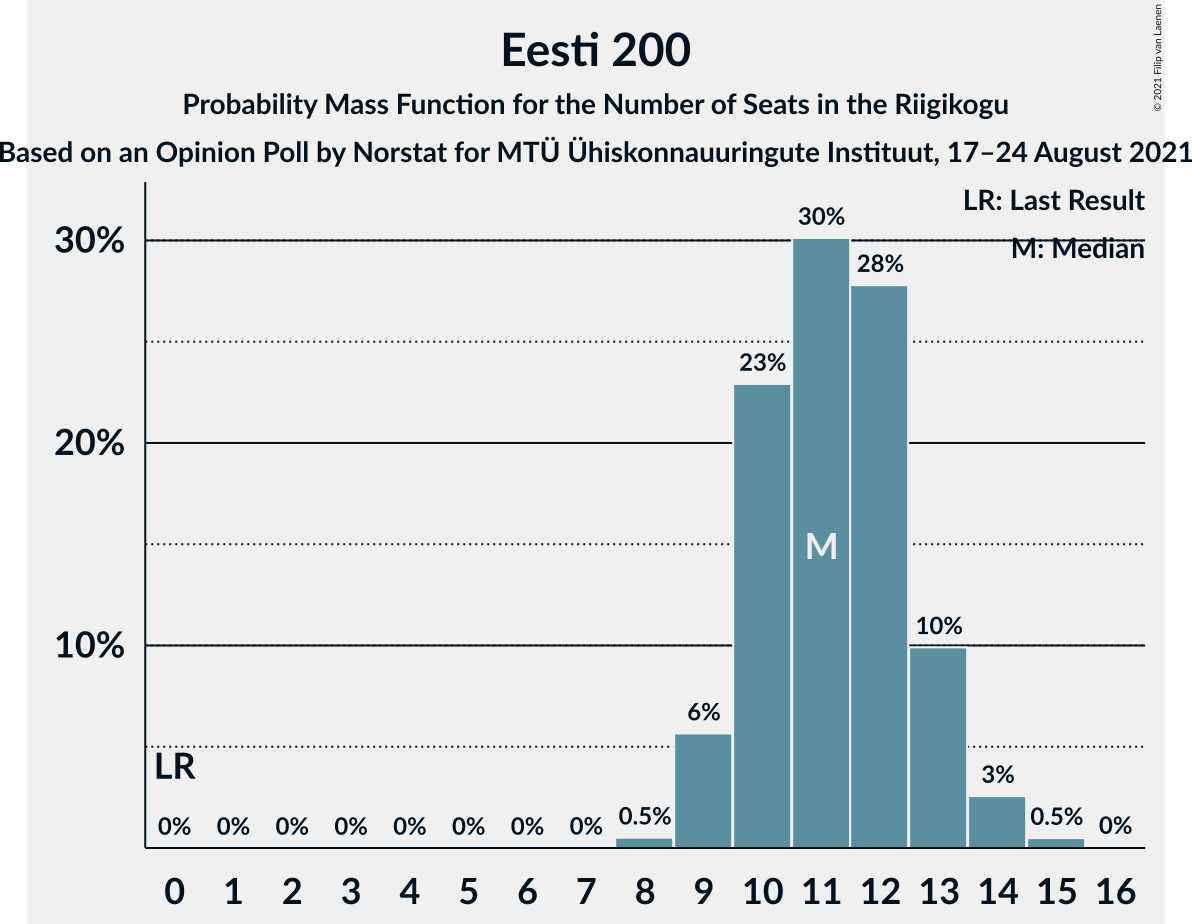 Eesti 200
Probability Mass Function for the Number of Seats in the Riigikogu
Based on an Opinion Poll by Norstat for MTÜ Ühiskonnauuringute Instituut, 17–24 August 2021
© 2021 Filip van Laenen
LR: Last Result
M: Median
30%
20%
10%
LR
M
0% 0% 0% 0% 0% 0% 0% 0% 0.5% 6% 23% 30% 28% 10% 3% 0.5% 0%
0 1 2 3 4 5 6 7 8 9 10 11 12 13 14 15 16